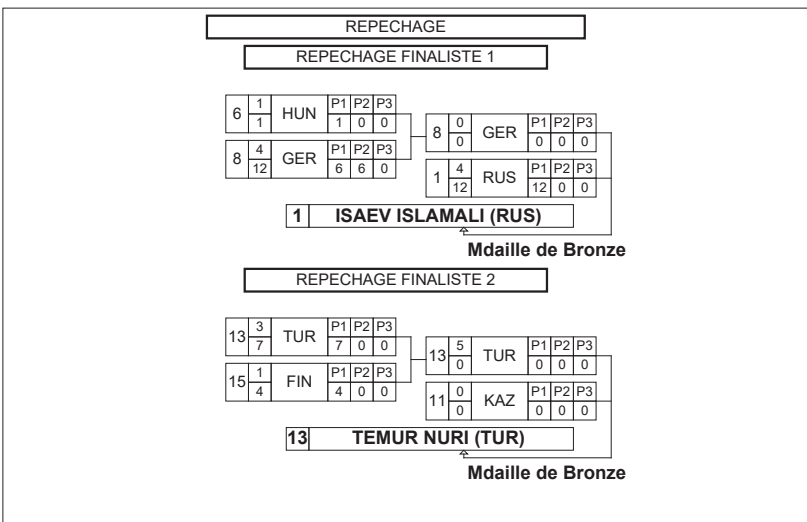 REPECHAGE
REPECHAGE FINALISTE 1
6 1 HUN P1 P2 P3
1 1 0 0
8 4 GER P1 P2 P3
12 6 6 0
8 0 GER P1 P2 P3
0 0 0 0
1 4 RUS P1 P2 P3
12 12 0 0
1 ISAEV ISLAMALI (RUS)
Mdaille de Bronze
REPECHAGE FINALISTE 2
13 3 TUR P1 P2 P3
7 7 0 0
15 1 FIN P1 P2 P3
4 4 0 0
13 5 TUR P1 P2 P3
0 0 0 0
11 0 KAZ P1 P2 P3
0 0 0 0
13 TEMUR NURI (TUR)
Mdaille de Bronze